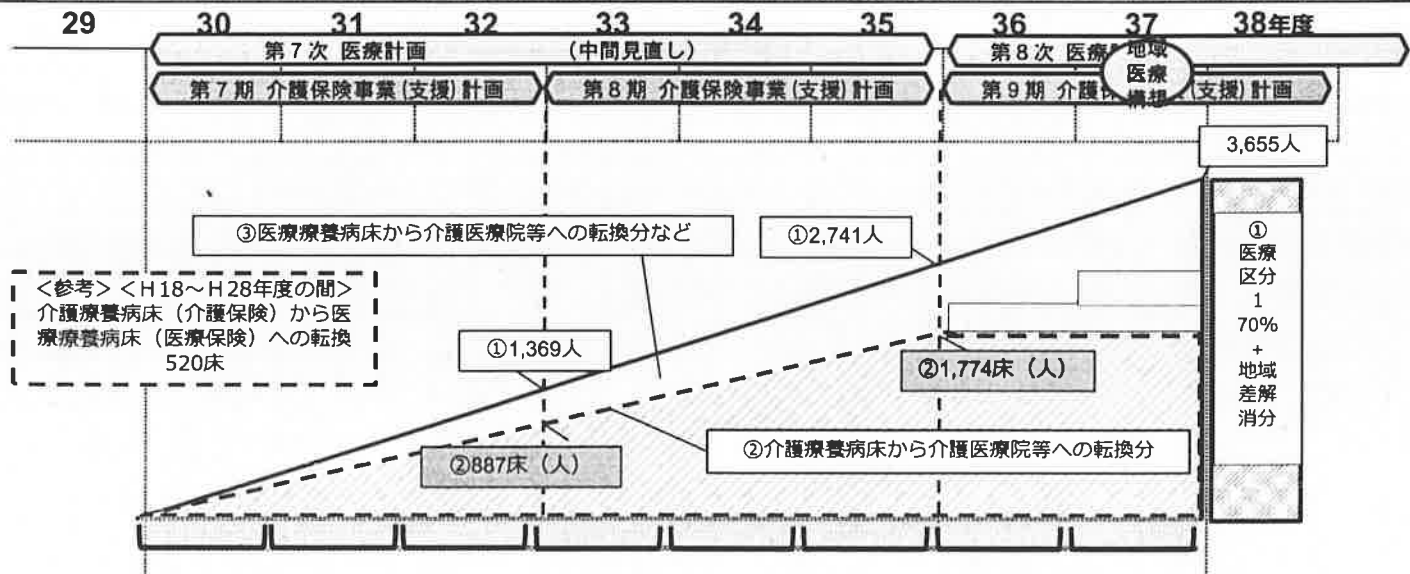 29 30 31 32 33 34 35 36 37 38年度
第7次 医療計画 (中間見直し)
第8次 医療
地域
医療
構想
第7期 介護保険事業(支援)計画
第8期 介護保険事業(支援)計画
第9期 介護保 (支援)計画
3,655人
③医療療養病床から介護医療院等への転換分など
①2,741人
<参考><H18~H28年度の間>
介護療養病床(介護保険)から医
療療養病床(医療保険)への転換
520床
①1,369人
②1,774床(人)
②887床(人)
②介護療養病床から介護医療院等への転換分
①
医療
区分
1
70%
+
地域
差解
消分